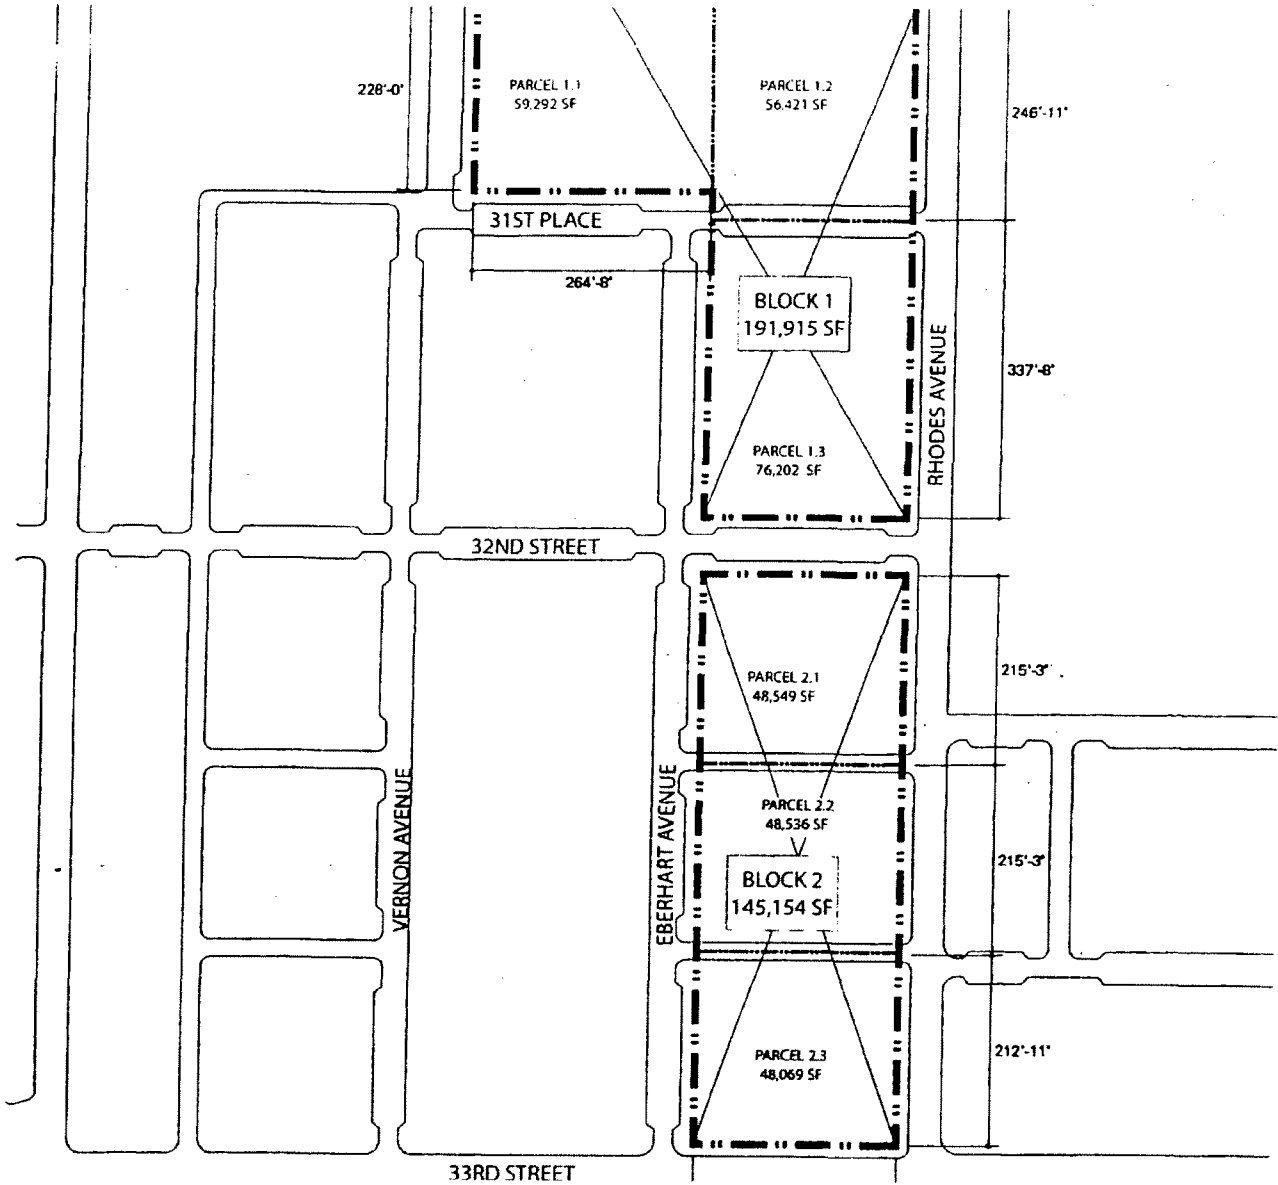 228'-0"
PARCEL 1.1
59,292 SF
PARCEL 1.2
56,421 SF
246'-11"
31ST PLACE
264'-8"
BLOCK 1
191,915 SF
RHODES AVENUE
337'-8"
PARCEL 1.3
76,202 SF
32ND STREET
PARCEL 2.1
48,549 SF
215'-3"
VERNON AVENUE
EBERHART AVENUE
PARCEL 2.2
48,536 SF
215'-3"
BLOCK 2
145,154 SF
PARCEL 2.3
48,069 SF
212'-11"
33RD STREET